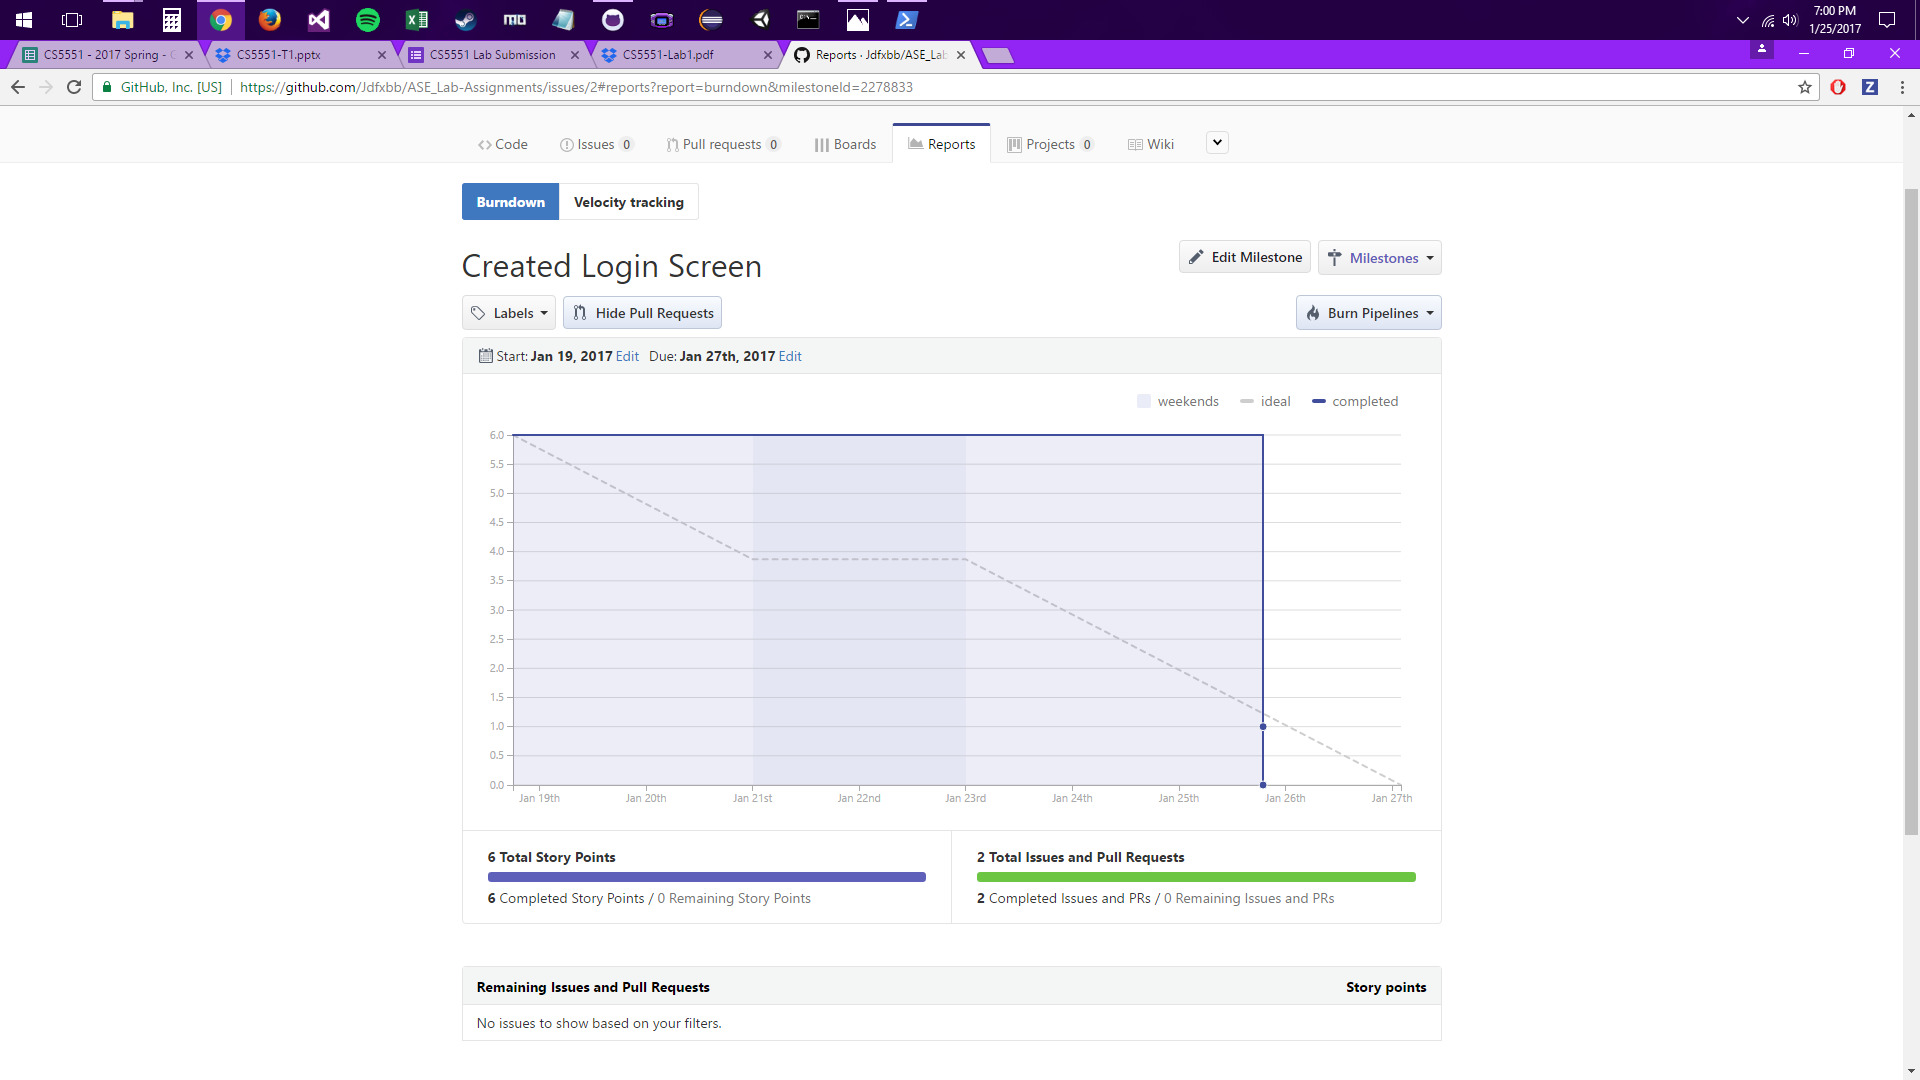 7:00 PM
1/25/2017
CS5551 - 2017 Spring - G
CS5551-T1.pptx
CS5551 Lab Submission
CS5551-Lab1.pdf
Reports · Jdfxbb/ASE_Lab
GitHub, Inc. [US]
https://github.com/Jdfxbb/ASE_Lab-Assignments/issues/2#reports?report=burndown&milestoneId=2278833
Code
Issues 0
Pull requests 0
Boards
Reports
Projects 0
Wiki
Burndown
Velocity tracking
Created Login Screen
Edit Milestone
Milestones
Labels
Hide Pull Requests
Burn Pipelines
Start: Jan 19, 2017 Edit Due: Jan 27th, 2017 Edit
weekends
ideal
completed
6.0
5.5
5.0
4.5
4.0
3.5
3.0
2.5
2.0
1.5
1.0
0.5
0.0
Jan 19th
Jan 20th
Jan 21st
Jan 22nd
Jan 23rd
Jan 24th
Jan 25th
Jan 26th
Jan 27th
6 Total Story Points
6 Completed Story Points / 0 Remaining Story Points
2 Total Issues and Pull Requests
2 Completed Issues and PRs / 0 Remaining Issues and PRs
Remaining Issues and Pull Requests
Story points
No issues to show based on your filters.